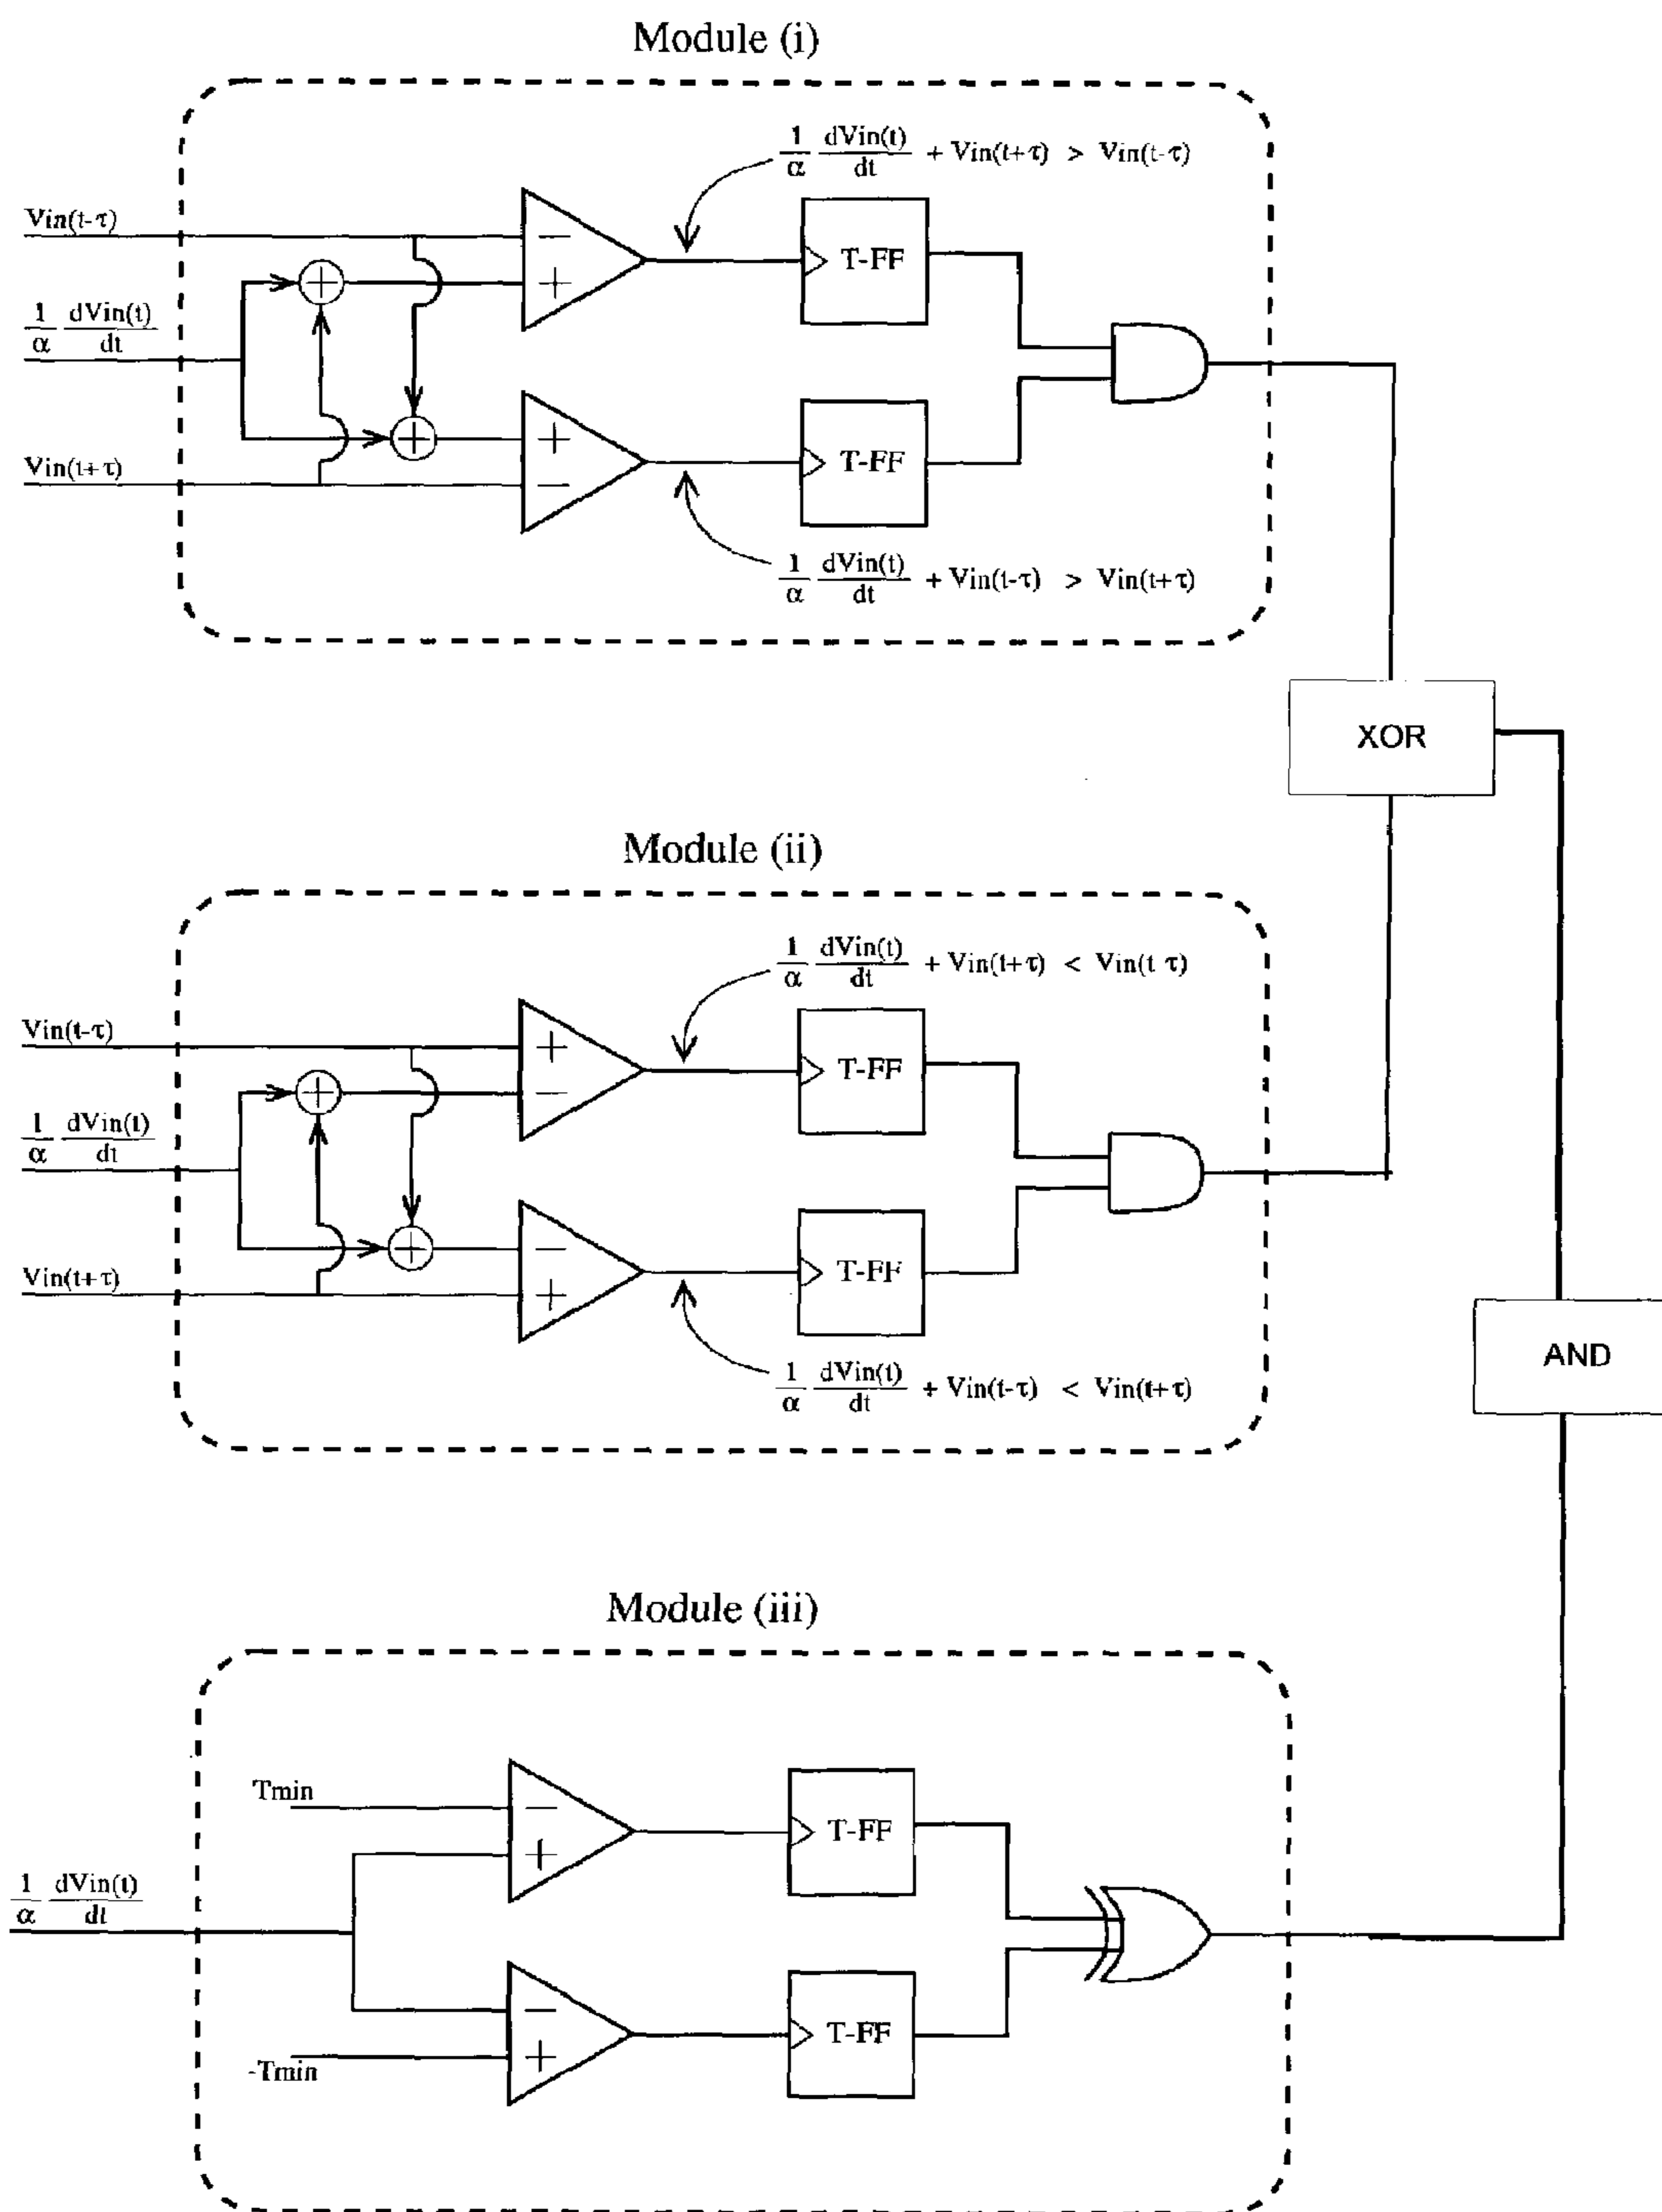 Module (i)
1/α dVin(t)/dt + Vin(t+τ) > Vin(t-τ)
Vin(t-τ)
− T-FF
+
+
1/α dVin(t)/dt
+
+ T-FF
Vin(t+τ)
−
1/α dVin(t)/dt + Vin(t-τ) > Vin(t+τ)
XOR
Module (ii)
1/α dVin(t)/dt + Vin(t+τ) < Vin(t τ)
Vin(t-τ)
+ T-FF
+
−
1/α dVin(t)/dt
+
− T-FF
Vin(t+τ)
+
1/α dVin(t)/dt + Vin(t-τ) < Vin(t+τ)
AND
Module (iii)
Tmin
− T-FF
+
1/α dVin(t)/dt
− T-FF
+
-Tmin